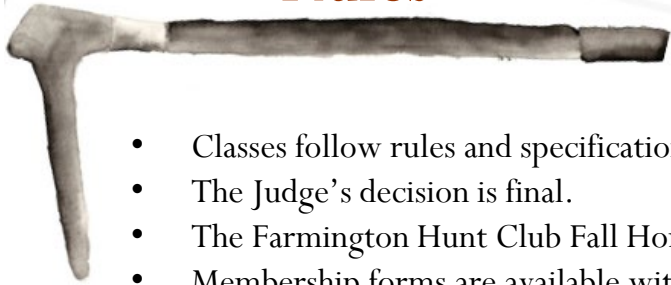 • Classes follow rules and specificatio
• The Judge's decision is final.
• The Farmington Hunt Club Fall Hor
• Membership forms are available wit